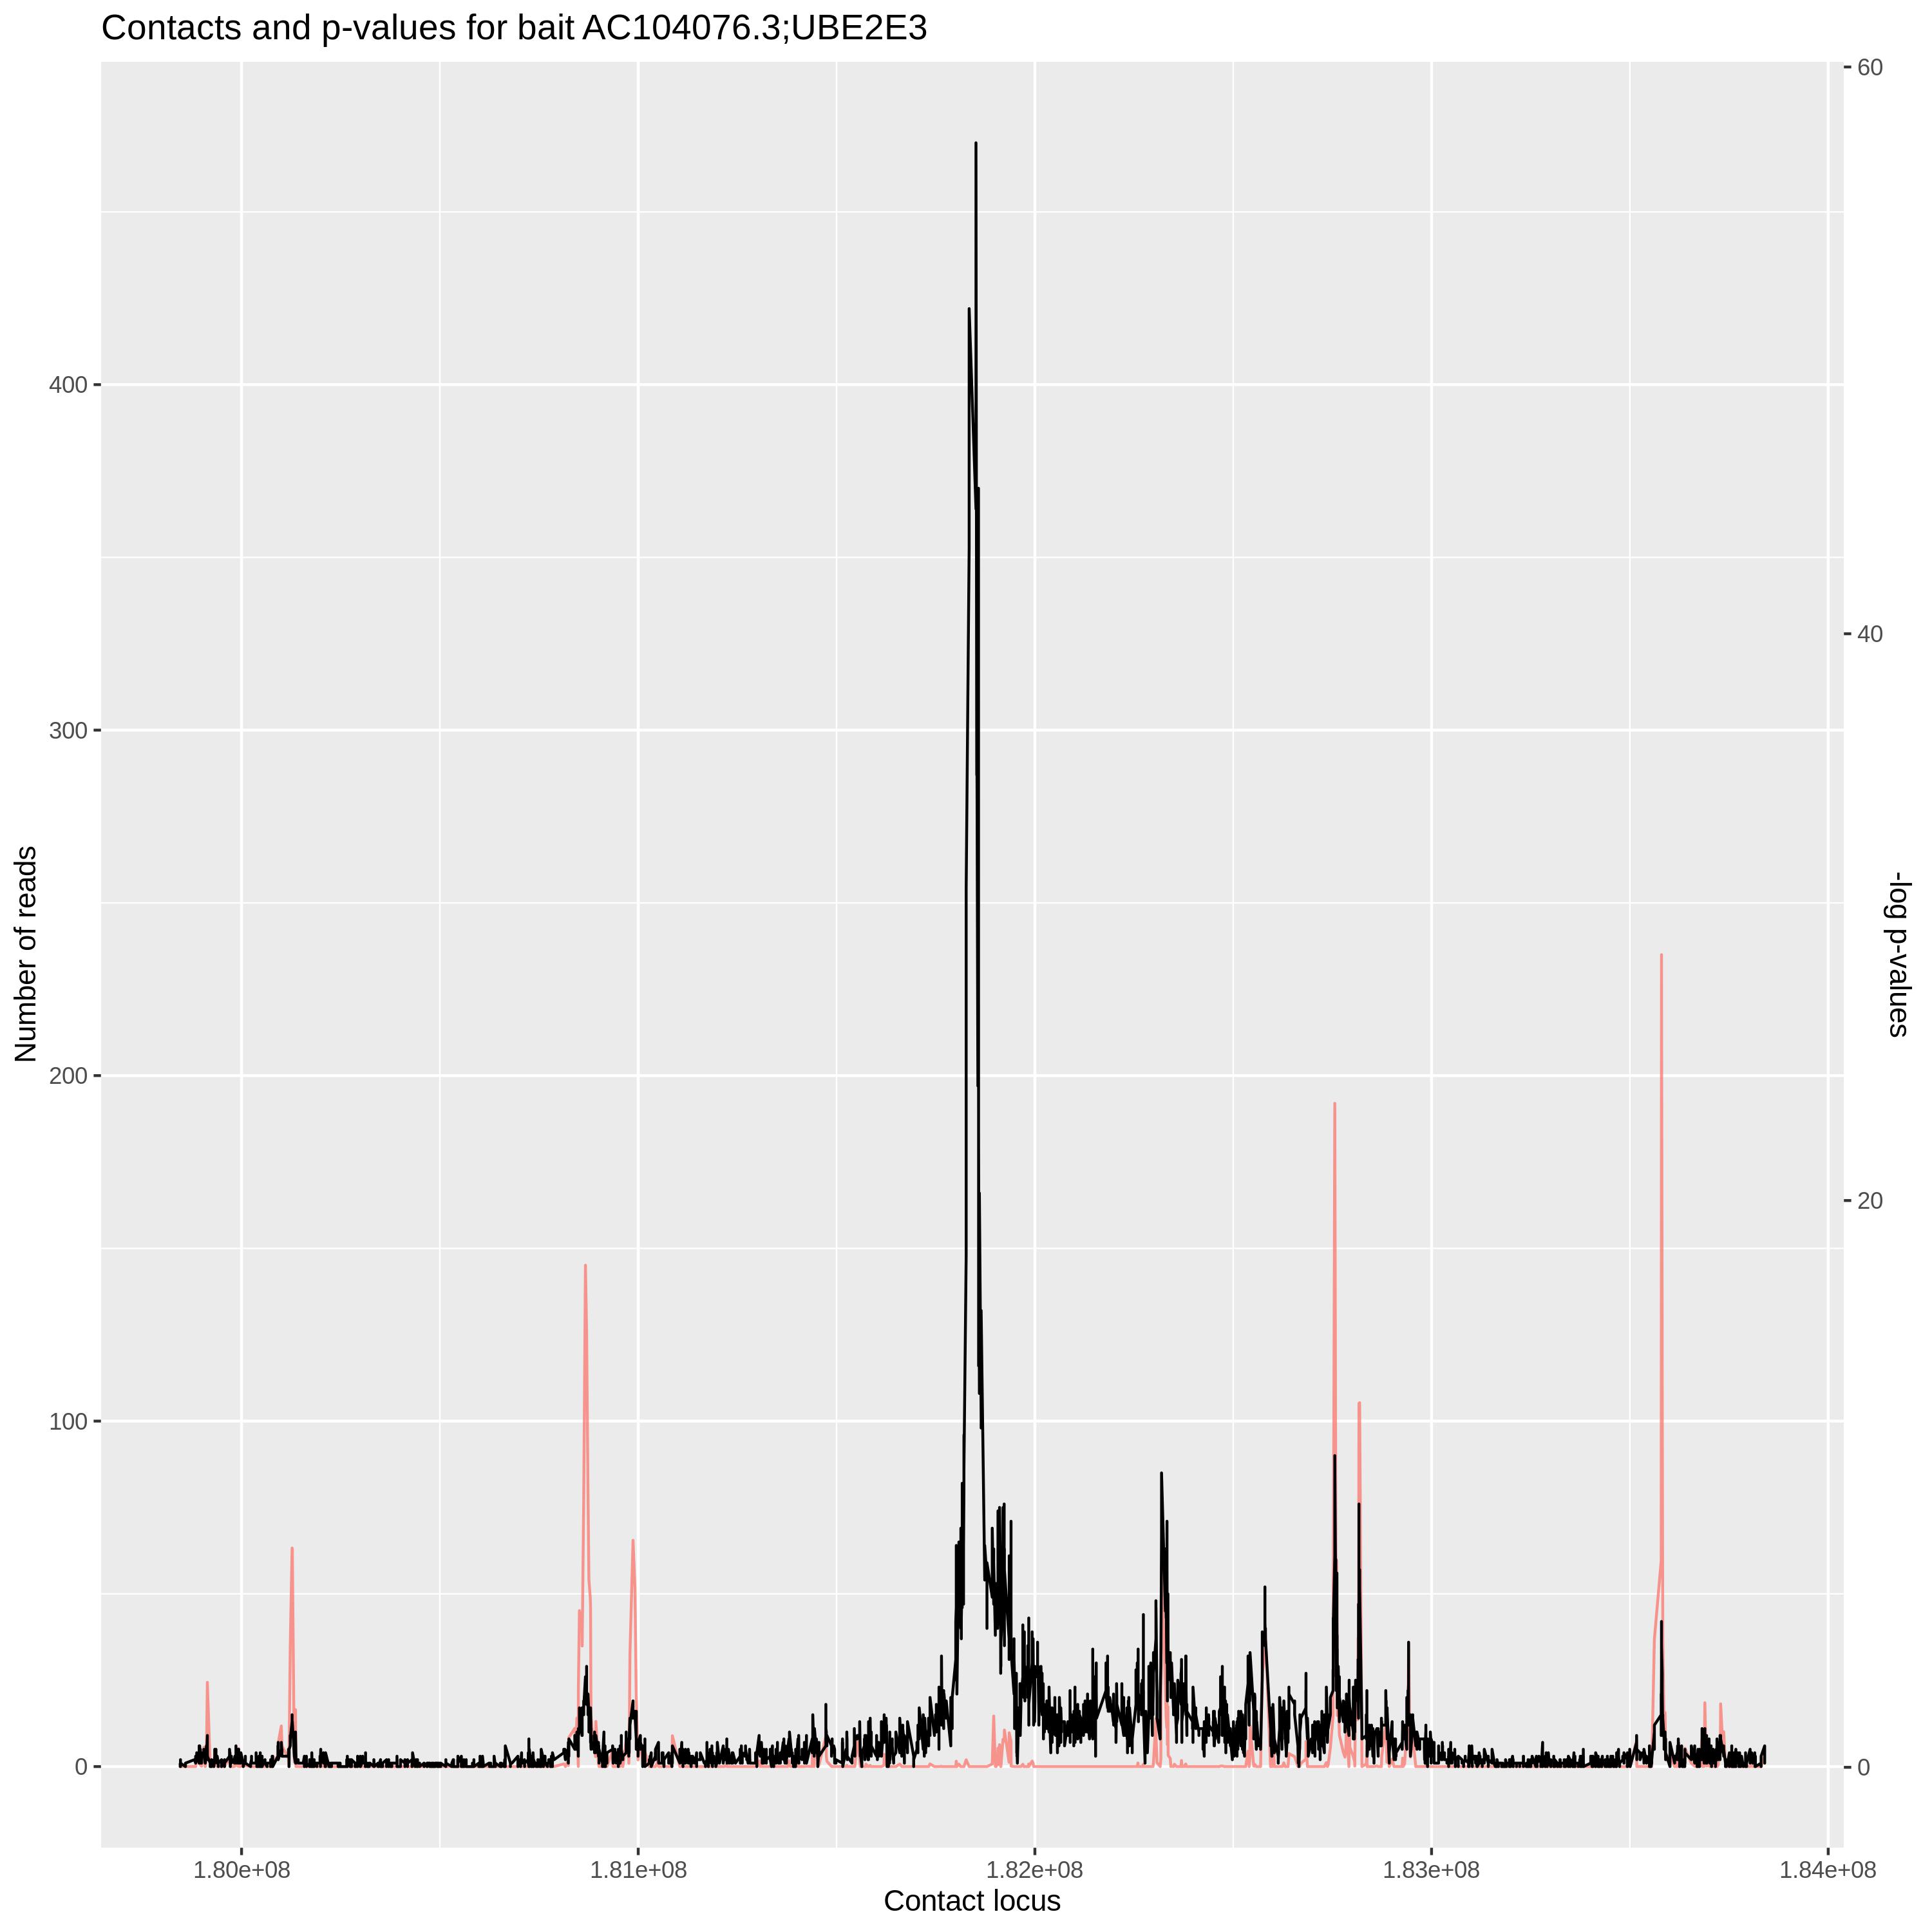 Contacts and p-values for bait AC104076.3;UBE2E3
60
400
40
300
Number of reads
-log p-values
200
20
100
0
0
1.80e+08
1.81e+08
1.82e+08
1.83e+08
1.84e+08
Contact locus